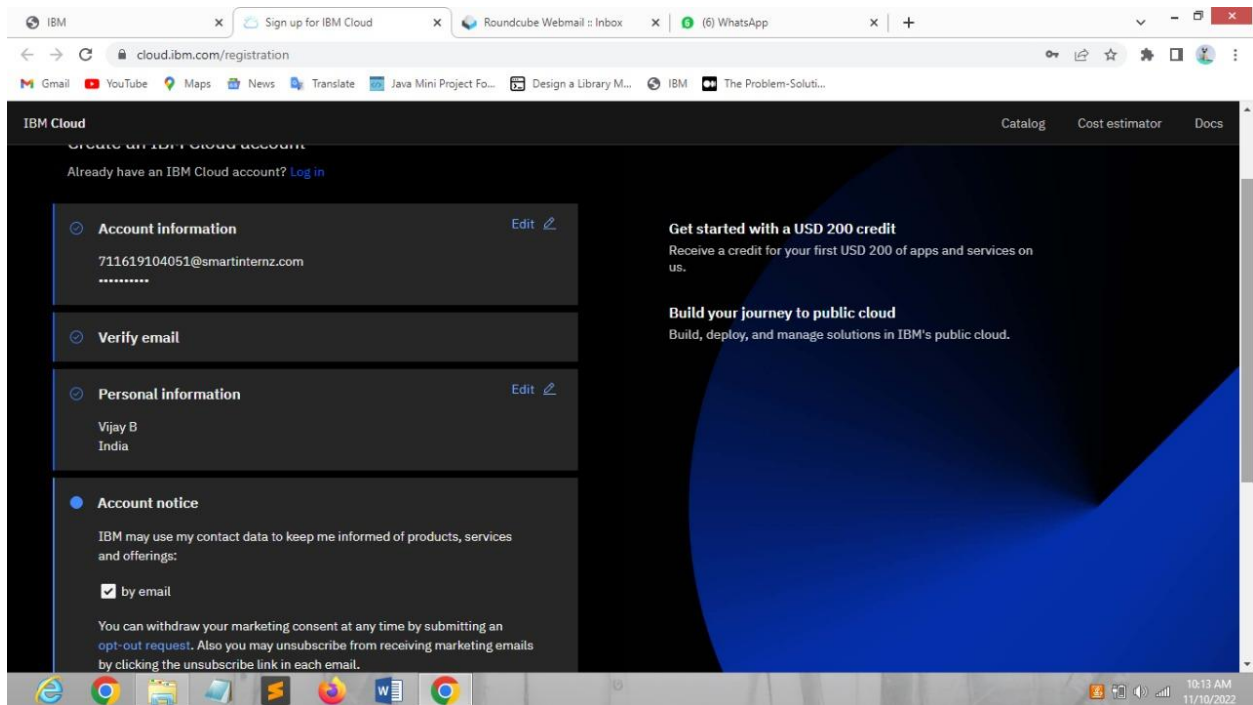 IBM
Sign up for IBM Cloud
Roundcube Webmail :: Inbox
(6) WhatsApp
cloud.ibm.com/registration
Gmail
YouTube
Maps
News
Translate
Java Mini Project Fo...
Design a Library M...
IBM
The Problem-Soluti...
IBM Cloud
Catalog
Cost estimator
Docs
Create an IBM Cloud account
Already have an IBM Cloud account? Log in
Account information
Edit
711619104051@smartinternz.com
••••••••••
Verify email
Personal information
Edit
Vijay B
India
Account notice
IBM may use my contact data to keep me informed of products, services
and offerings:
by email
You can withdraw your marketing consent at any time by submitting an
opt-out request. Also you may unsubscribe from receiving marketing emails
by clicking the unsubscribe link in each email.
Get started with a USD 200 credit
Receive a credit for your first USD 200 of apps and services on
us.
Build your journey to public cloud
Build, deploy, and manage solutions in IBM's public cloud.
10:13 AM
11/10/2022